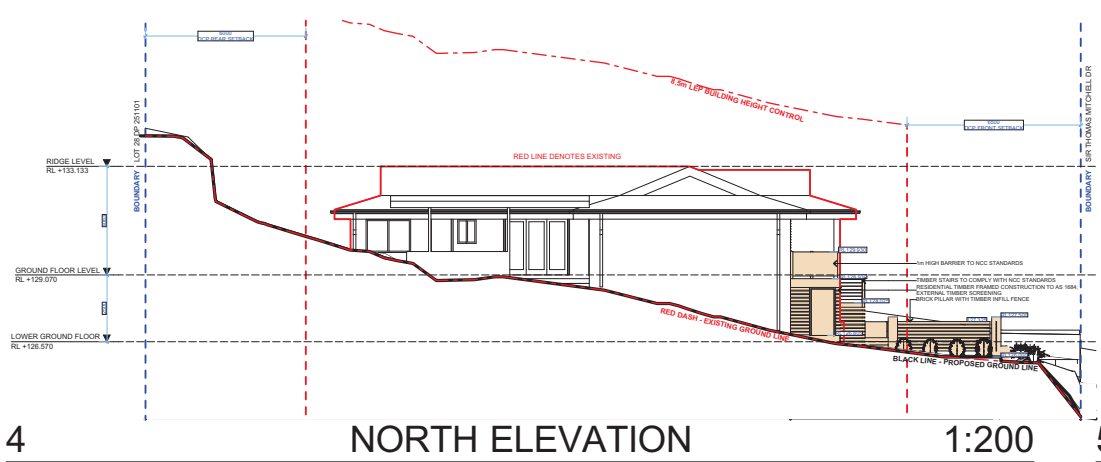 6000
DCP REAR SETBACK
8.5m LEP BUILDING HEIGHT CONTROL
6500
DCP FRONT SETBACK
BOUNDARY LOT 28 DP 251101
BOUNDARY SIR THOMAS MITCHELL DR
RIDGE LEVEL
RL +133.133
RED LINE DENOTES EXISTING
GROUND FLOOR LEVEL
RL +129.070
1m HIGH BARRIER TO NCC STANDARDS
TIMBER STAIRS TO COMPLY WITH NCC STANDARDS
RESIDENTIAL TIMBER FRAMED CONSTRUCTION TO AS 1684,
EXTERNAL TIMBER SCREENING
BRICK PILLAR WITH TIMBER INFILL FENCE
RED DASH - EXISTING GROUND LINE
LOWER GROUND FLOOR
RL +126.570
BLACK LINE - PROPOSED GROUND LINE
4 NORTH ELEVATION 1:200